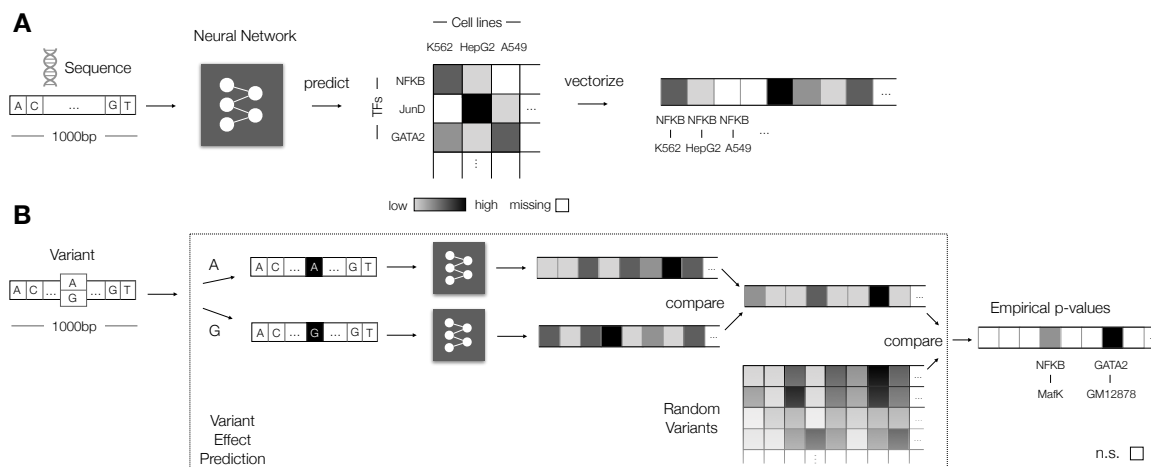 A
Sequence
A C ... G T
1000bp
Neural Network
predict
Cell lines
K562 HepG2 A549
TFs
NFKB
JunD ...
GATA2
...
vectorize
...
NFKB NFKB NFKB
K562 HepG2 A549
...
low high missing
B
Variant
A C ... A G ... G T
1000bp
A
A C ... A ... G T
...
G
A C ... G ... G T
...
compare
...
compare
Random
Variants
...
...
...
...
...
Variant
Effect
Prediction
Empirical p-values
...
NFKB GATA2
MafK GM12878
n.s.